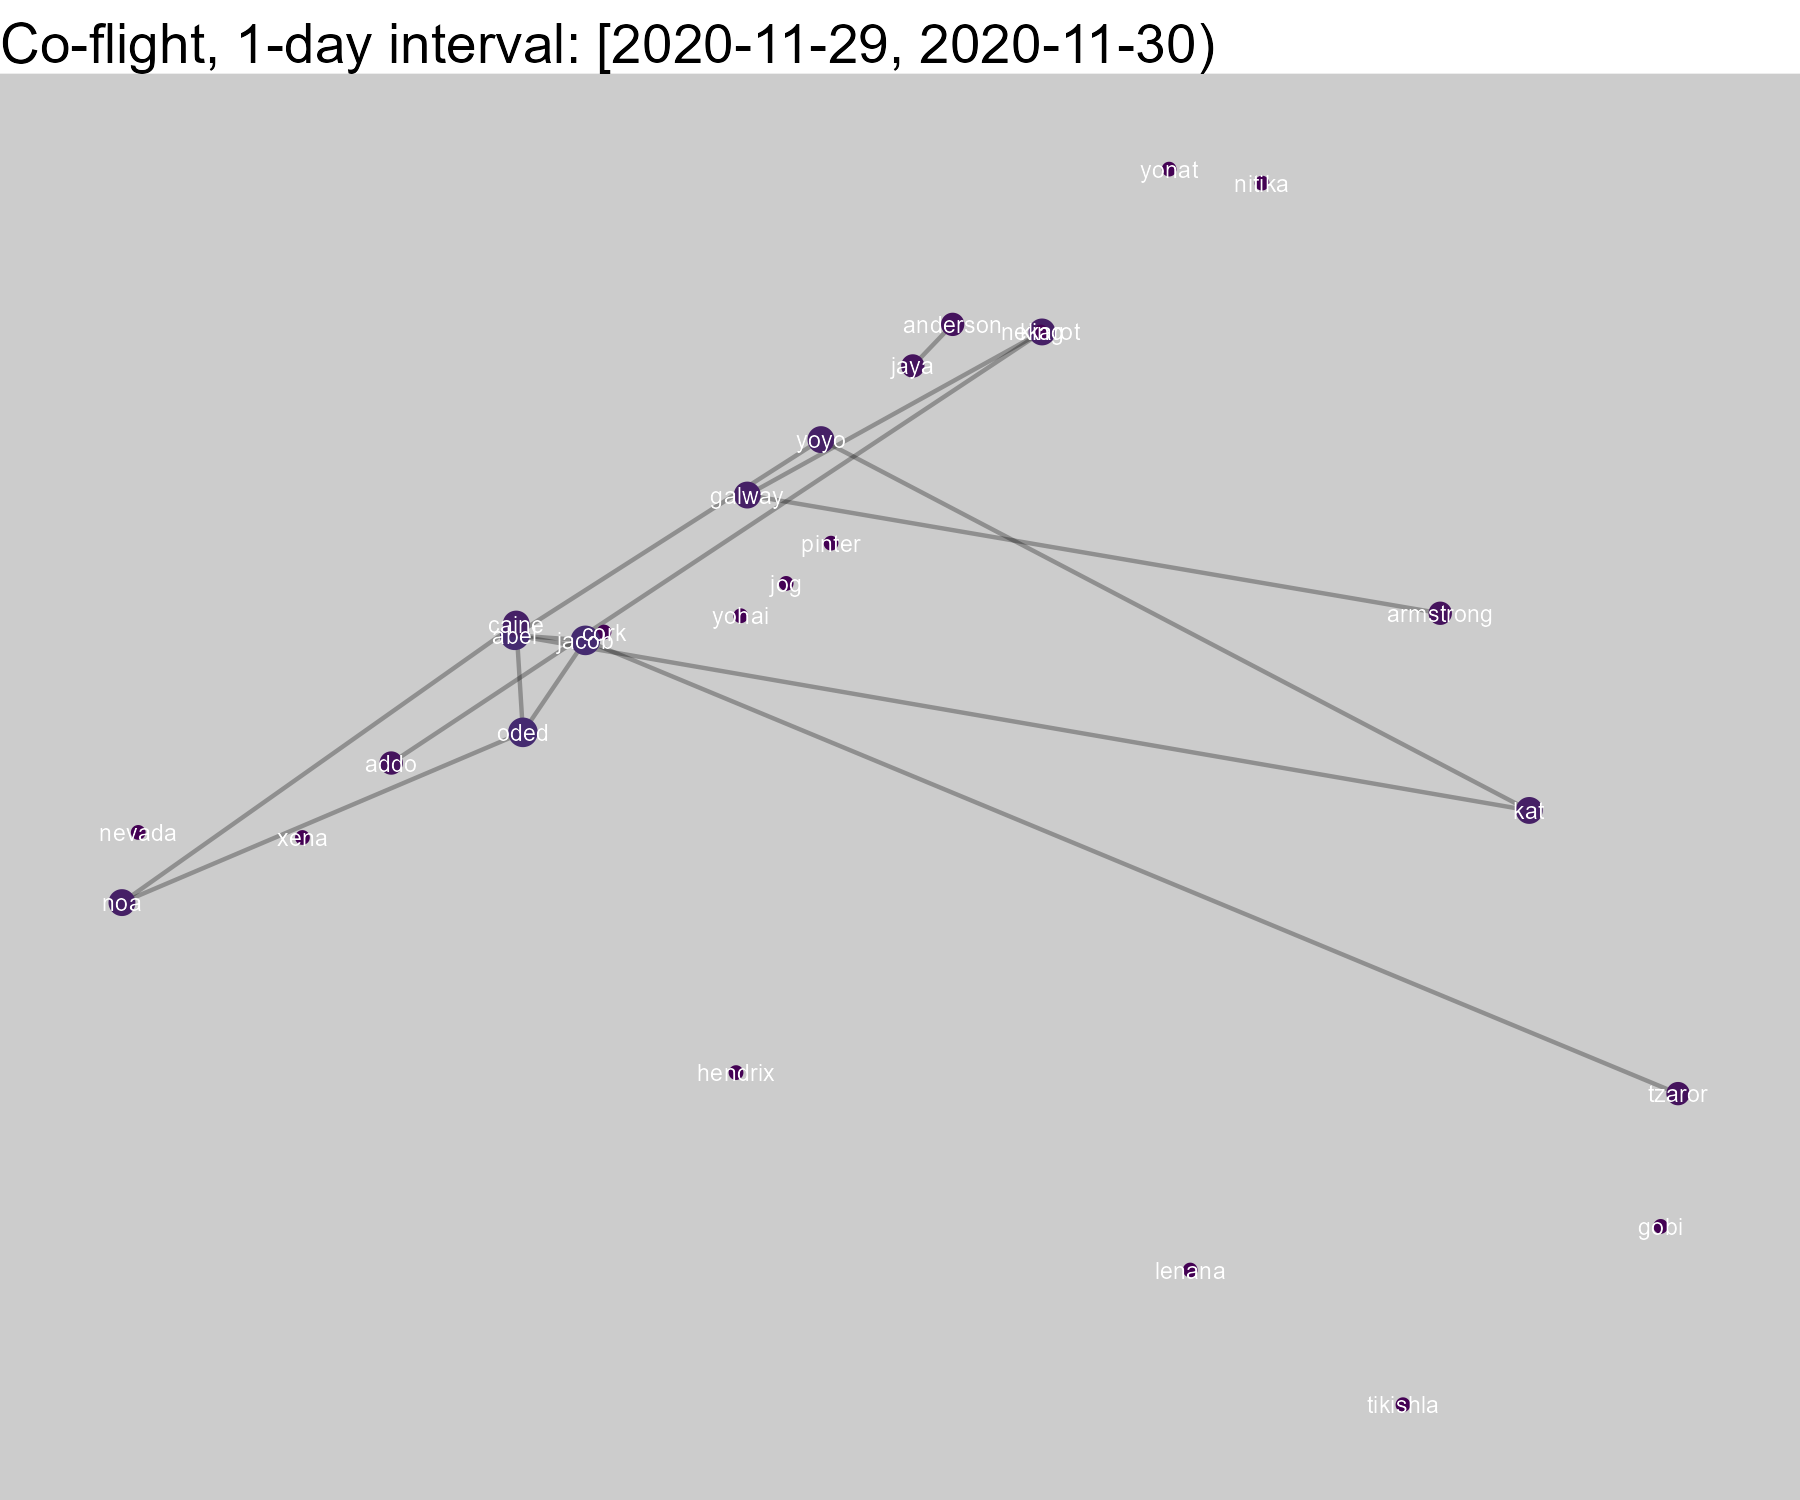 Co-flight, 1-day interval: [2020-11-29, 2020-11-30)
yonat
nitika
anderson
jaya
yoyo
galway
pinter
jog
yohai
armstrong
caine
abel
jacob
cork
oded
addo
kat
nevada
xena
noa
hendrix
tzaror
gobi
lenana
tikishla